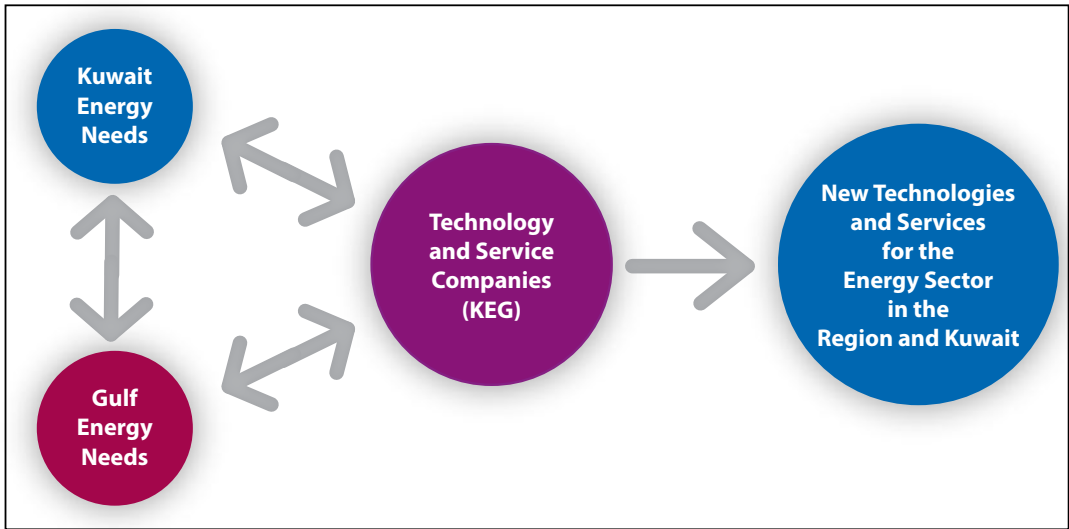 Kuwait
Energy
Needs
Gulf
Energy
Needs
Technology
and Service
Companies
(KEG)
New Technologies
and Services
for the
Energy Sector
in the
Region and Kuwait